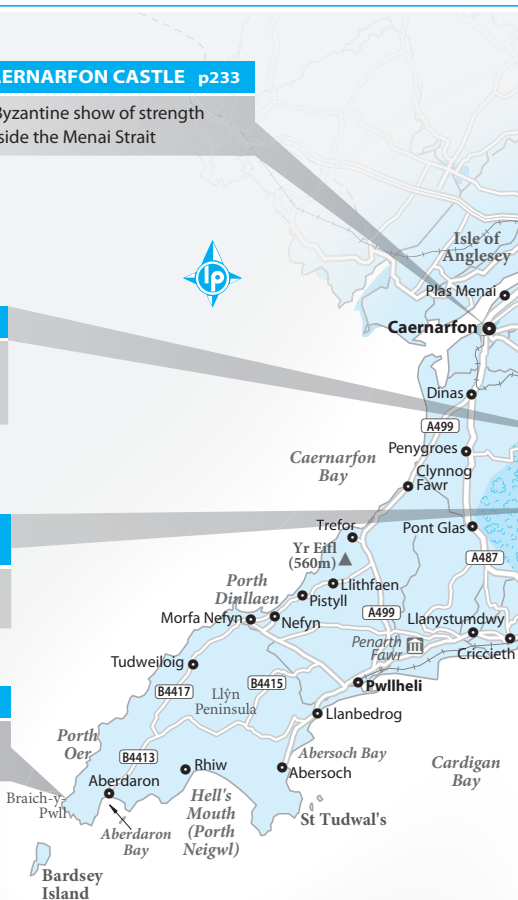 ERNARFON CASTLE p233
Byzantine show of strength
side the Menai Strait
lp
Isle of
Anglesey
Plas Menai
Caernarfon
Dinas
A499
Penygroes
Caernarfon
Bay
Clynnog
Fawr
Trefor
Pont Glas
Yr Eifl
(560m)
A487
Llithfaen
Porth
Dinllaen
Pistyll
A499
Morfa Nefyn
Nefyn
Llanystumdwy
Penarth
Fawr
Criccieth
Tudweiliog
B4417
B4415
Llŷn
Peninsula
Pwllheli
Llanbedrog
Porth
Oer
B4413
Abersoch Bay
Rhiw
Abersoch
Cardigan
Bay
Aberdaron
Braich-y-
Pwll
Hell's
Mouth
(Porth
Neigwl)
St Tudwal's
Aberdaron
Bay
Bardsey
Island